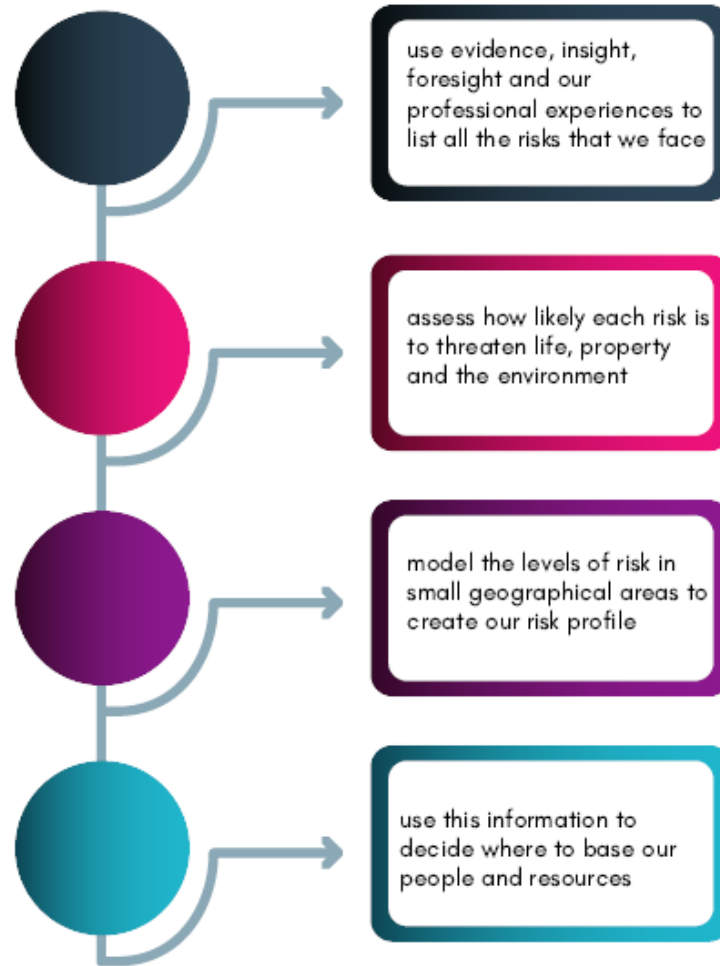 use evidence, insight,
foresight and our
professional experiences to
list all the risks that we face
assess how likely each risk is
to threaten life, property
and the environment
model the levels of risk in
small geographical areas to
create our risk profile
use this information to
decide where to base our
people and resources